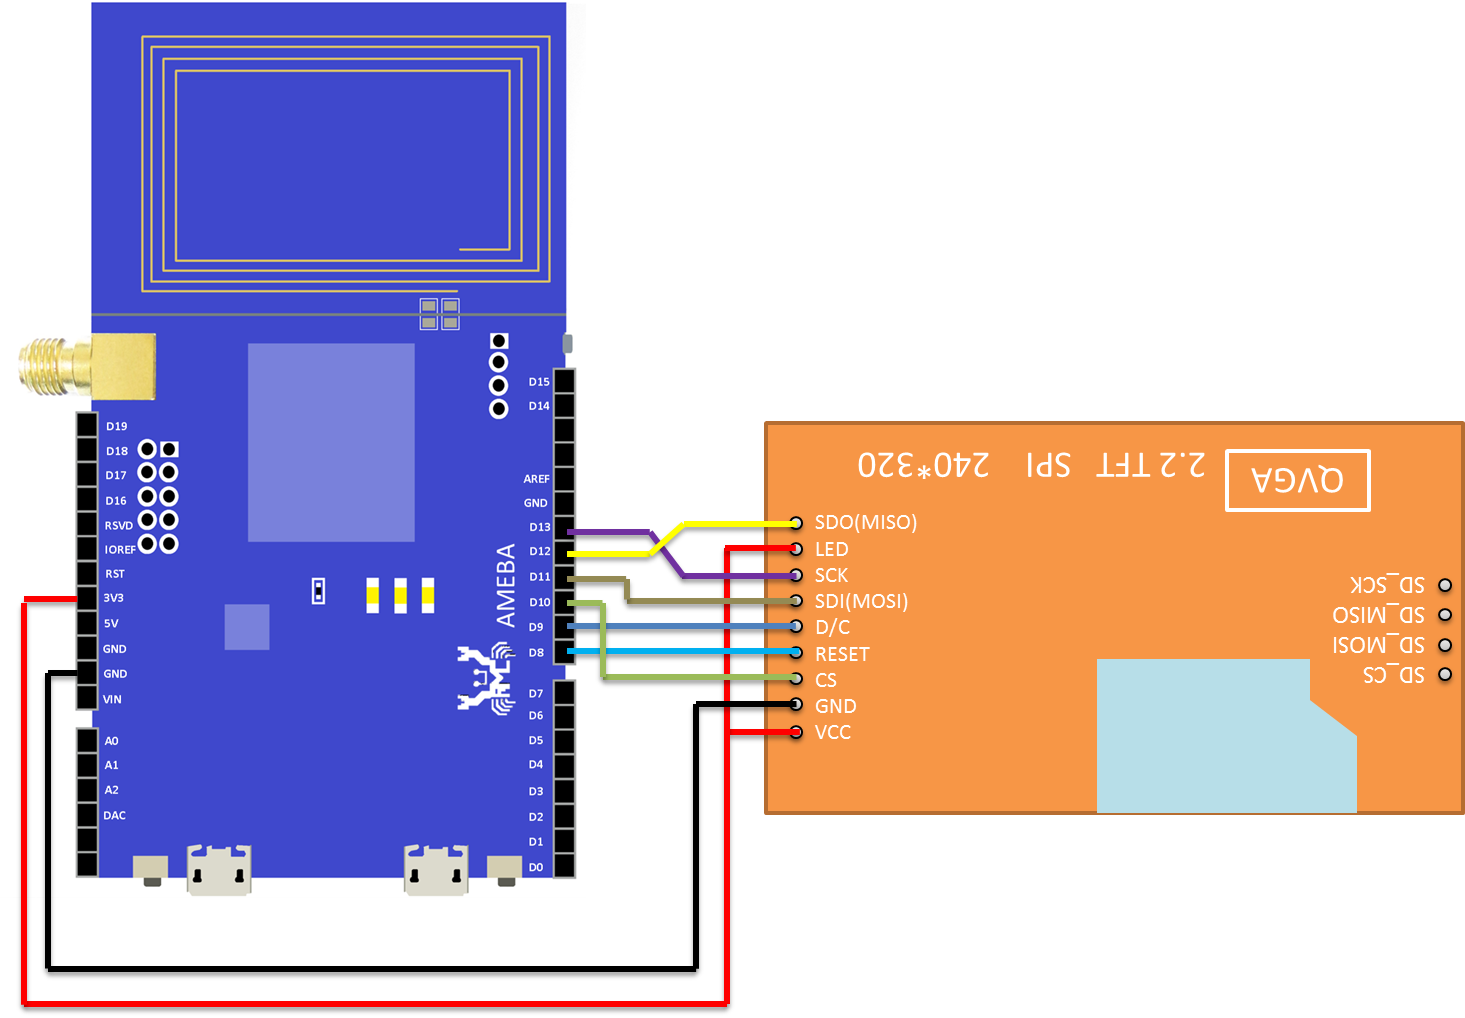 D15
D14
AREF
GND
D13
D12
D11
D10
D9
D8
D7
D6
D5
D4
D3
D2
D1
D0
D19
D18
D17
D16
RSVD
IOREF
RST
3V3
5V
GND
GND
VIN
A0
A1
A2
DAC
AMEBA
QVGA
2.2 TFT SPI 240*320
SDO(MISO)
LED
SCK
SDI(MOSI)
D/C
RESET
CS
GND
VCC
SD_SCK
SD_MISO
SD_MOSI
SD_CS